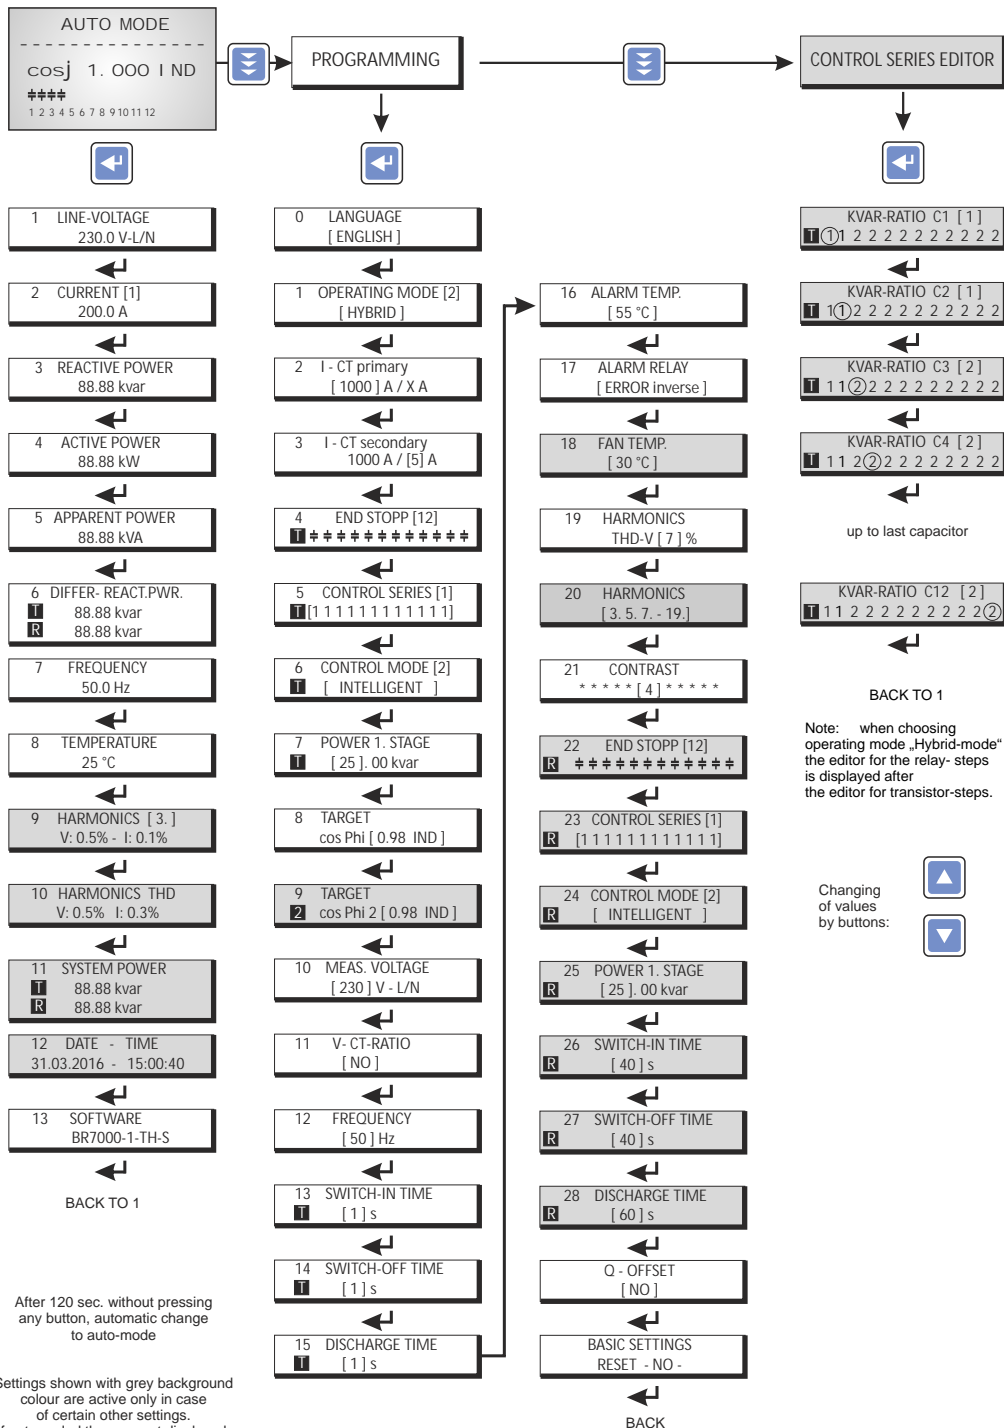 AUTO MODE
cosj 1. 000 I ND
1 2 3 4 5 6 7 8 9 10 11 12
PROGRAMMING
CONTROL SERIES EDITOR
1 LINE-VOLTAGE
230.0 V-L/N
2 CURRENT [1]
200.0 A
3 REACTIVE POWER
88.88 kvar
4 ACTIVE POWER
88.88 kW
5 APPARENT POWER
88.88 kVA
6 DIFFER- REACT.PWR.
T 88.88 kvar
R 88.88 kvar
7 FREQUENCY
50.0 Hz
8 TEMPERATURE
25 °C
9 HARMONICS [ 3. ]
V: 0.5% - I: 0.1%
10 HARMONICS THD
V: 0.5% I: 0.3%
11 SYSTEM POWER
T 88.88 kvar
R 88.88 kvar
12 DATE - TIME
31.03.2016 - 15:00:40
13 SOFTWARE
BR7000-1-TH-S
BACK TO 1
After 120 sec. without pressing
any button, automatic change
to auto-mode
Settings shown with grey background
colour are active only in case
of certain other settings.
0 LANGUAGE
[ ENGLISH ]
1 OPERATING MODE [2]
[ HYBRID ]
2 I - CT primary
[ 1000 ] A / X A
3 I - CT secondary
1000 A / [5] A
4 END STOPP [12]
T
5 CONTROL SERIES [1]
T [1 1 1 1 1 1 1 1 1 1 1 1]
6 CONTROL MODE [2]
T [ INTELLIGENT ]
7 POWER 1. STAGE
T [ 25 ]. 00 kvar
8 TARGET
cos Phi [ 0.98 IND ]
9 TARGET
2 cos Phi 2 [ 0.98 IND ]
10 MEAS. VOLTAGE
[ 230 ] V - L/N
11 V- CT-RATIO
[ NO ]
12 FREQUENCY
[ 50 ] Hz
13 SWITCH-IN TIME
T [ 1 ] s
14 SWITCH-OFF TIME
T [ 1 ] s
15 DISCHARGE TIME
T [ 1 ] s
16 ALARM TEMP.
[ 55 °C ]
17 ALARM RELAY
[ ERROR inverse ]
18 FAN TEMP.
[ 30 °C ]
19 HARMONICS
THD-V [ 7 ] %
20 HARMONICS
[ 3. 5. 7. - 19.]
21 CONTRAST
* * * * * [ 4 ] * * * * *
22 END STOPP [12]
R
23 CONTROL SERIES [1]
R [1 1 1 1 1 1 1 1 1 1 1 1]
24 CONTROL MODE [2]
R [ INTELLIGENT ]
25 POWER 1. STAGE
R [ 25 ]. 00 kvar
26 SWITCH-IN TIME
R [ 40 ] s
27 SWITCH-OFF TIME
R [ 40 ] s
28 DISCHARGE TIME
R [ 60 ] s
Q - OFFSET
[ NO ]
BASIC SETTINGS
RESET - NO -
BACK
KVAR-RATIO C1 [ 1 ]
T 1 1 2 2 2 2 2 2 2 2 2 2
KVAR-RATIO C2 [ 1 ]
T 1 1 2 2 2 2 2 2 2 2 2 2
KVAR-RATIO C3 [ 2 ]
T 1 1 2 2 2 2 2 2 2 2 2 2
KVAR-RATIO C4 [ 2 ]
T 1 1 2 2 2 2 2 2 2 2 2 2
up to last capacitor
KVAR-RATIO C12 [ 2 ]
T 1 1 2 2 2 2 2 2 2 2 2 2
BACK TO 1
Note: when choosing
operating mode „Hybrid-mode“
the editor for the relay- steps
is displayed after
the editor for transistor-steps.
Changing
of values
by buttons: